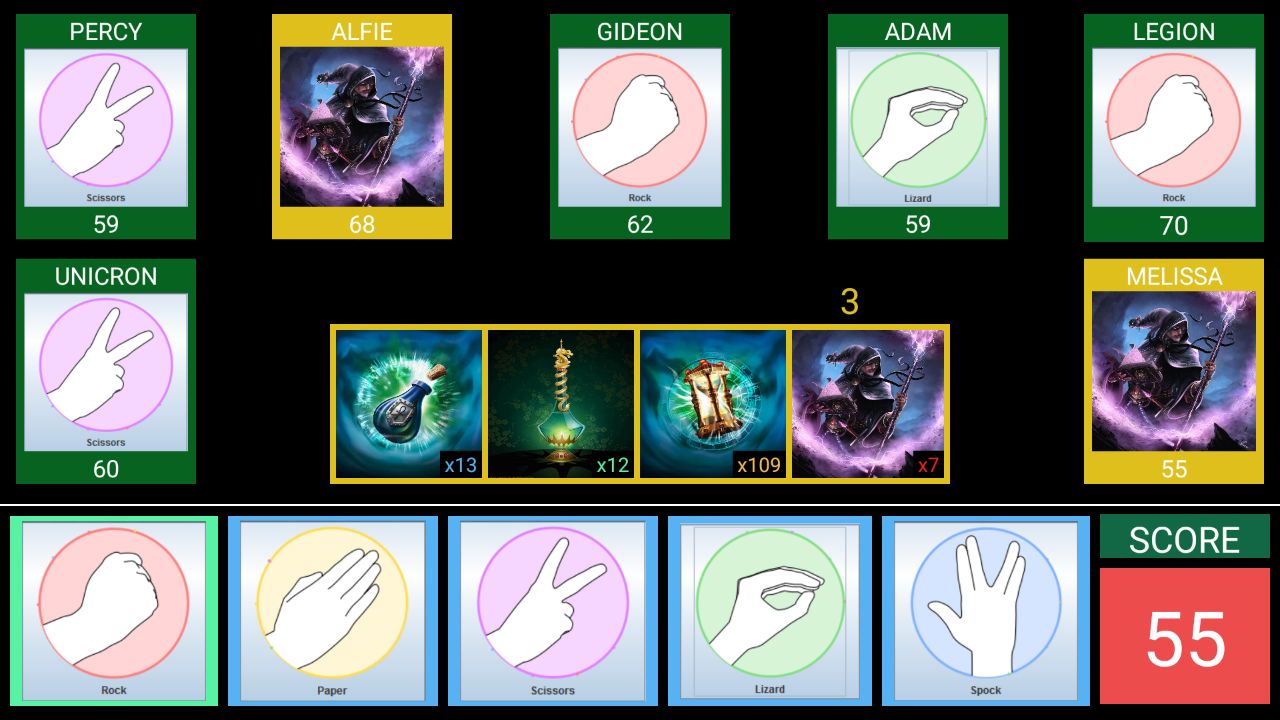 PERCY
Scissors
59
ALFIE
68
GIDEON
Rock
62
ADAM
Lizard
59
LEGION
Rock
70
UNICRON
Scissors
60
3
x13
x12
x109
x7
MELISSA
55
Rock
Paper
Scissors
Lizard
Spock
SCORE
55